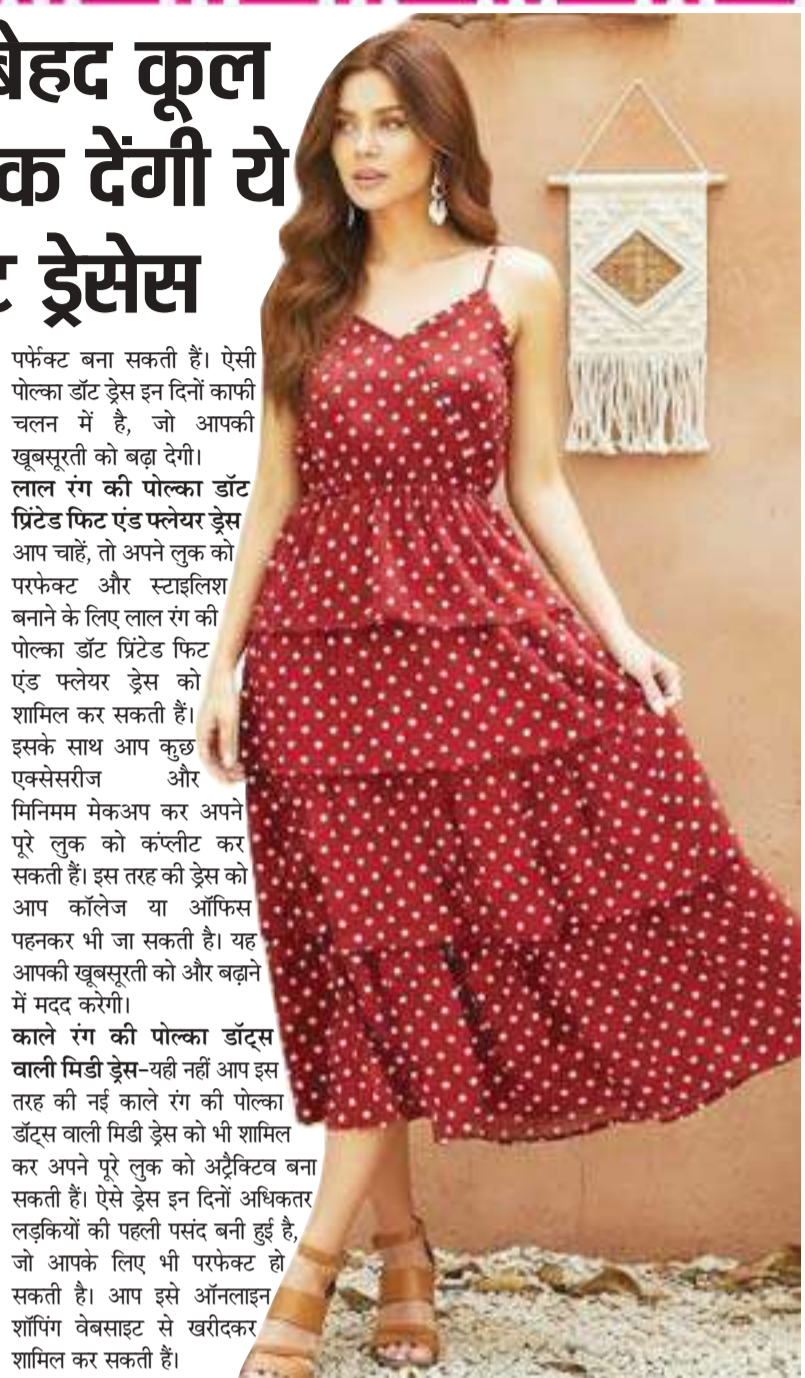 बेहद कूल
क देंगी ये
ट ड्रेसेस
पर्फेक्ट बना सकती हैं। ऐसी
पोल्का डॉट ड्रेस इन दिनों काफी
चलन में है, जो आपकी
खूबसूरती को बढ़ा देगी।
लाल रंग की पोल्का डॉट
प्रिंटेड फिट एंड फ्लेयर ड्रेस
आप चाहें, तो अपने लुक को
परफेक्ट और स्टाइलिश
बनाने के लिए लाल रंग की
पोल्का डॉट प्रिंटेड फिट
एंड फ्लेयर ड्रेस को
शामिल कर सकती हैं।
इसके साथ आप कुछ
एक्सेसरीज और
मिनिमम मेकअप कर अपने
पूरे लुक को कंप्लीट कर
सकती हैं। इस तरह की ड्रेस को
आप कॉलेज या ऑफिस
पहनकर भी जा सकती है। यह
आपकी खूबसूरती को और बढ़ाने
में मदद करेगी।
काले रंग की पोल्का डॉट्स
वाली मिडी ड्रेस-यही नहीं आप इस
तरह की नई काले रंग की पोल्का
डॉट्स वाली मिडी ड्रेस को भी शामिल
कर अपने पूरे लुक को अट्रैक्टिव बना
सकती हैं। ऐसे ड्रेस इन दिनों अधिकतर
लड़कियों की पहली पसंद बनी हुई है,
जो आपके लिए भी परफेक्ट हो
सकती है। आप इसे ऑनलाइन
शॉपिंग वेबसाइट से खरीदकर
शामिल कर सकती हैं।